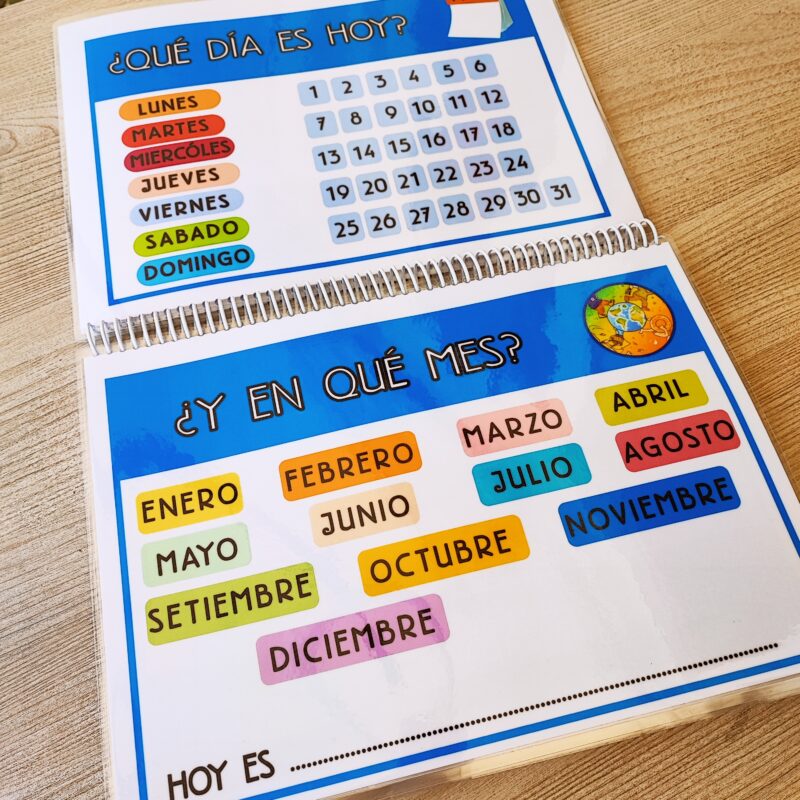 ¿QUÉ DÍA ES HOY?
LUNES
MARTES
MIERCÓLES
JUEVES
VIERNES
SABADO
DOMINGO
1 2 3 4 5 6
7 8 9 10 11 12
13 14 15 16 17 18
19 20 21 22 23 24
25 26 27 28 29 30 31
¿Y EN QUÉ MES?
ENERO FEBRERO MARZO ABRIL
MAYO JUNIO JULIO AGOSTO
SETIEMBRE OCTUBRE NOVIEMBRE
DICIEMBRE
HOY ES ................................................